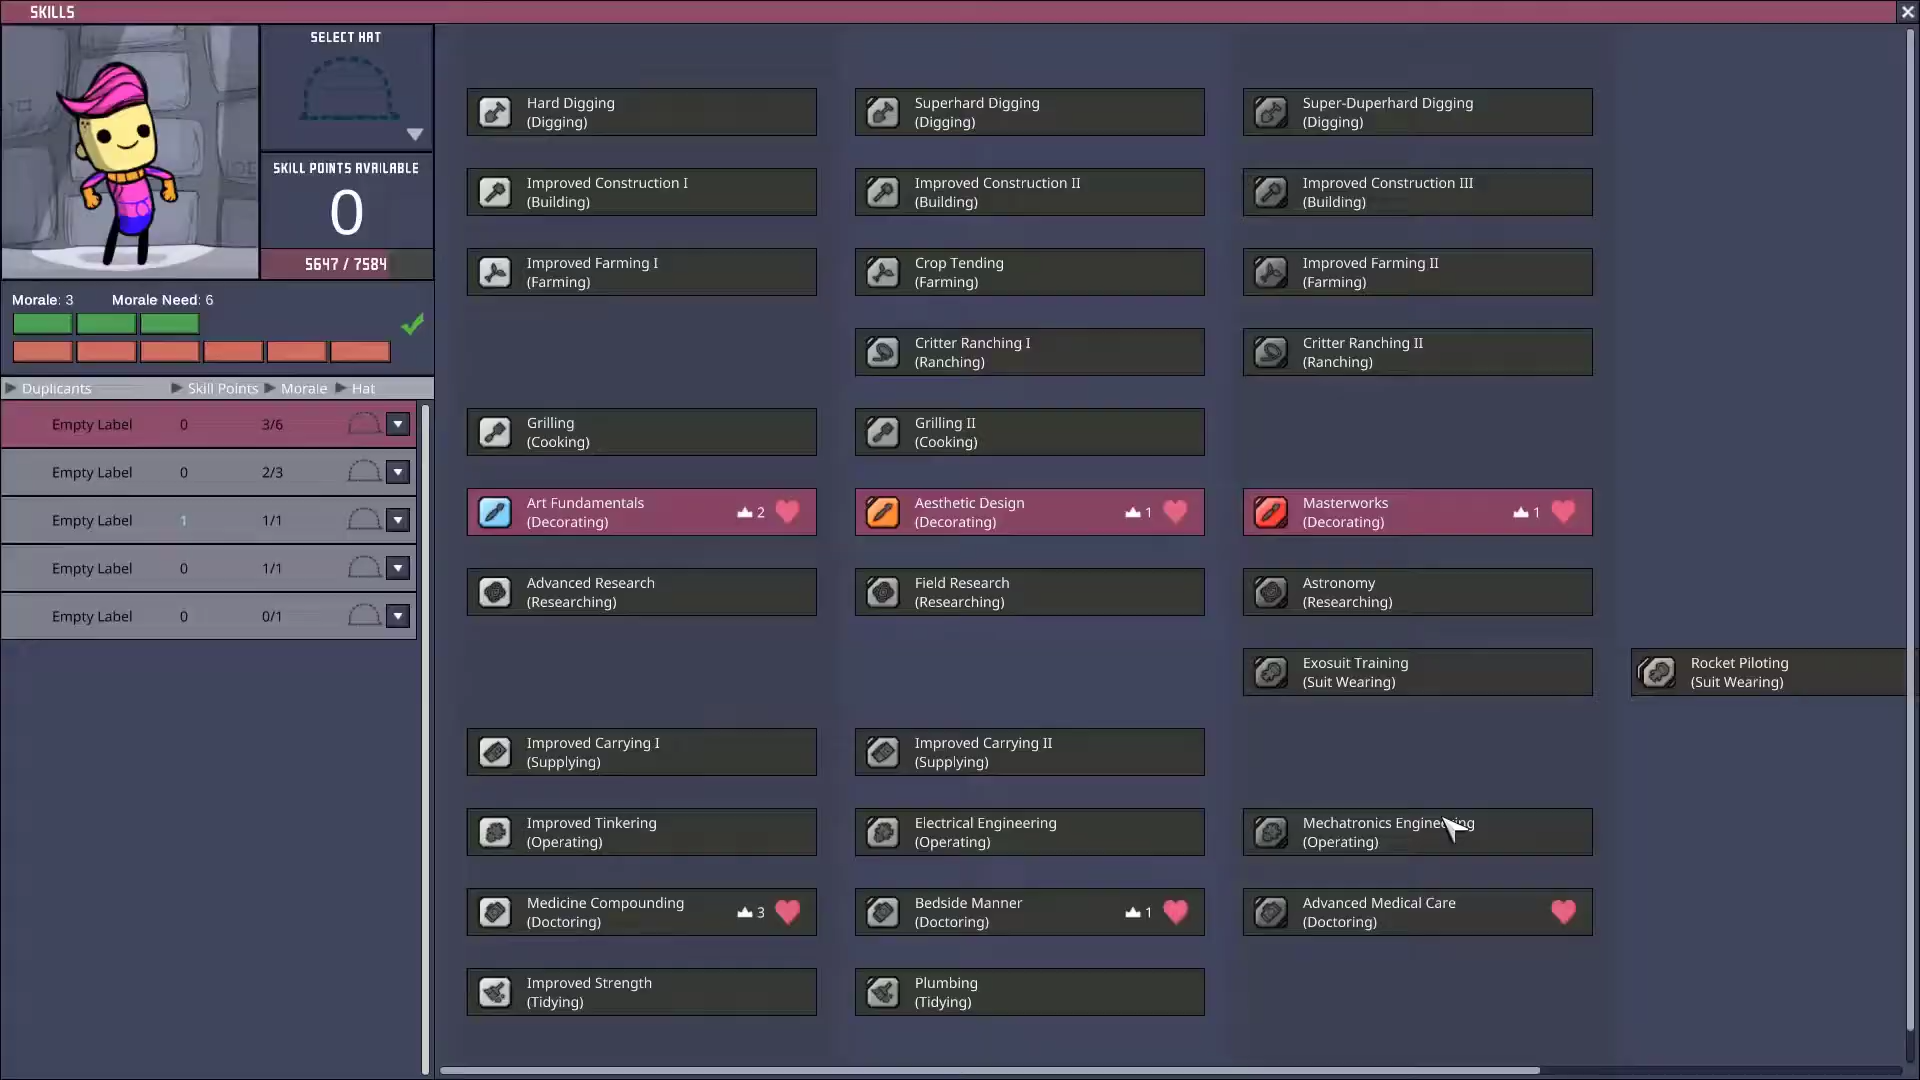 SKILLS
SELECT HAT
SKILL POINTS AVAILABLE
0
5647 / 7584
Morale: 3 Morale Need: 6
Duplicants Skill Points Morale Hat
Empty Label 0 3/6
Empty Label 0 2/3
Empty Label 1 1/1
Empty Label 0 1/1
Empty Label 0 0/1
Hard Digging
(Digging)
Superhard Digging
(Digging)
Super-Duperhard Digging
(Digging)
Improved Construction I
(Building)
Improved Construction II
(Building)
Improved Construction III
(Building)
Improved Farming I
(Farming)
Crop Tending
(Farming)
Improved Farming II
(Farming)
Critter Ranching I
(Ranching)
Critter Ranching II
(Ranching)
Grilling
(Cooking)
Grilling II
(Cooking)
Art Fundamentals
(Decorating)
2
Aesthetic Design
(Decorating)
1
Masterworks
(Decorating)
1
Advanced Research
(Researching)
Field Research
(Researching)
Astronomy
(Researching)
Exosuit Training
(Suit Wearing)
Rocket Piloting
(Suit Wearing)
Improved Carrying I
(Supplying)
Improved Carrying II
(Supplying)
Improved Tinkering
(Operating)
Electrical Engineering
(Operating)
Mechatronics Engineering
(Operating)
Medicine Compounding
(Doctoring)
3
Bedside Manner
(Doctoring)
1
Advanced Medical Care
(Doctoring)
Improved Strength
(Tidying)
Plumbing
(Tidying)